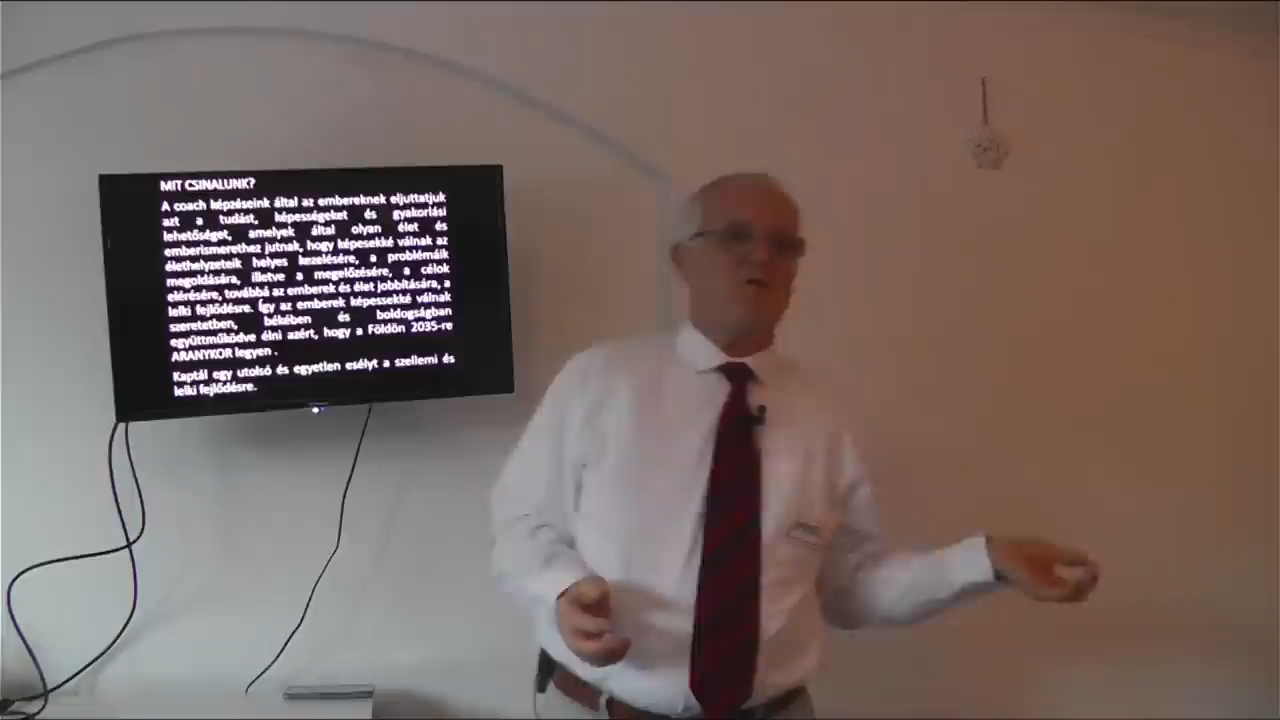 MIT CSINALUNK?
A coach képzéseink által az embereknek eljuttatjuk
azt a tudást, képességeket és gyakorlási
lehetőséget, amelyek által olyan élet és
emberismerethez jutnak, hogy képesekké válnak az
élethelyzeteik helyes kezelésére, a problémáik
megoldására, illetve a megelőzésére, a célok
elérésére, továbbá az emberek és élet jobbítására, a
lelki fejlődésre. Így az emberek képessekké válnak
szeretetben, békében és boldogságban
együttműködve élni azért, hogy a Földön 2035-re
ARANYKOR legyen .
Kaptál egy utolsó és egyetlen esélyt a szellemi és
lelki fejlődésre.